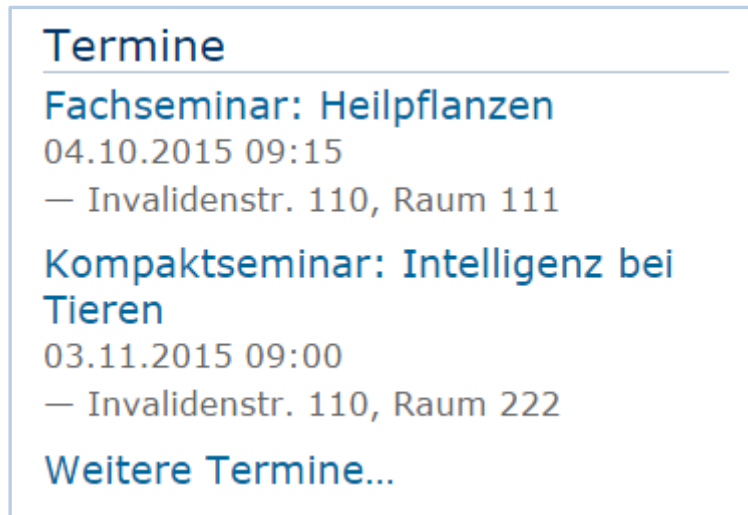 Termine
Fachseminar: Heilpflanzen
04.10.2015 09:15
— Invalidenstr. 110, Raum 111
Kompaktseminar: Intelligenz bei
Tieren
03.11.2015 09:00
— Invalidenstr. 110, Raum 222
Weitere Termine…